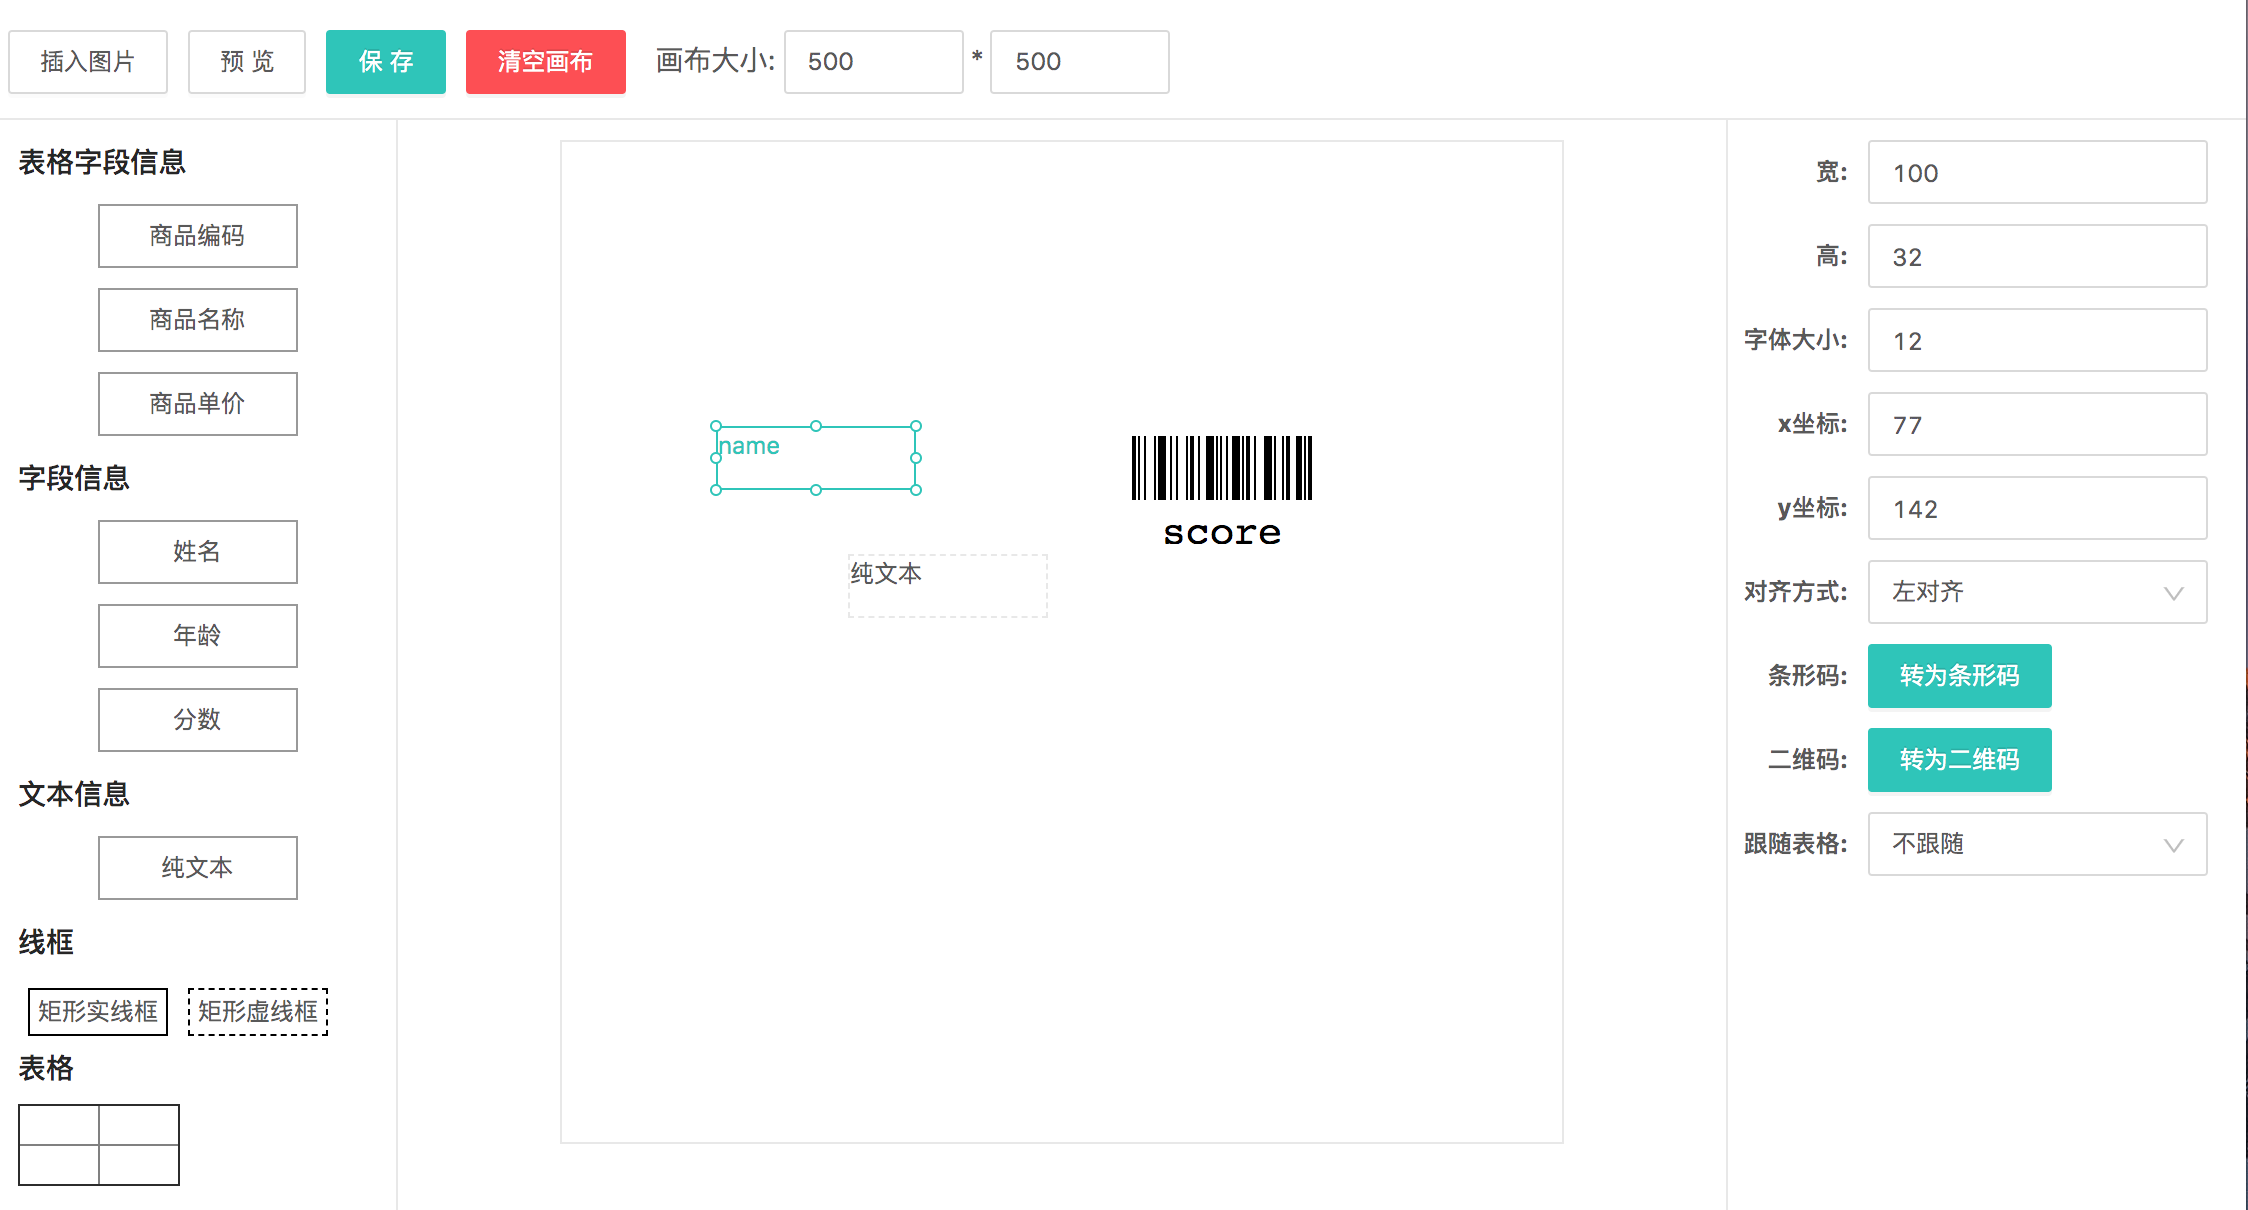 插入图片 预 览 保 存 清空画布 画布大小: 500 * 500
表格字段信息
商品编码
商品名称
商品单价
字段信息
姓名
年龄
分数
文本信息
纯文本
线框
矩形实线框 矩形虚线框
表格
name
score
纯文本
宽: 100
高: 32
字体大小: 12
x坐标: 77
y坐标: 142
对齐方式: 左对齐
条形码: 转为条形码
二维码: 转为二维码
跟随表格: 不跟随